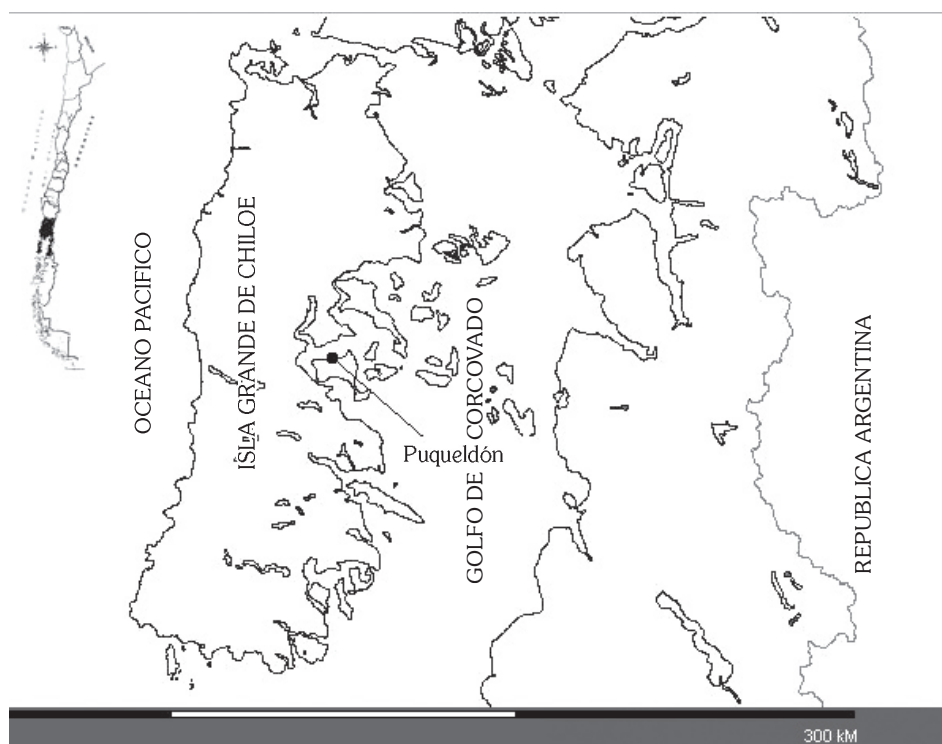 OCEANO PACIFICO
ISLA GRANDE DE CHILOE
Puqueldón
GOLFO DE CORCOVADO
REPUBLICA ARGENTINA
300 kM